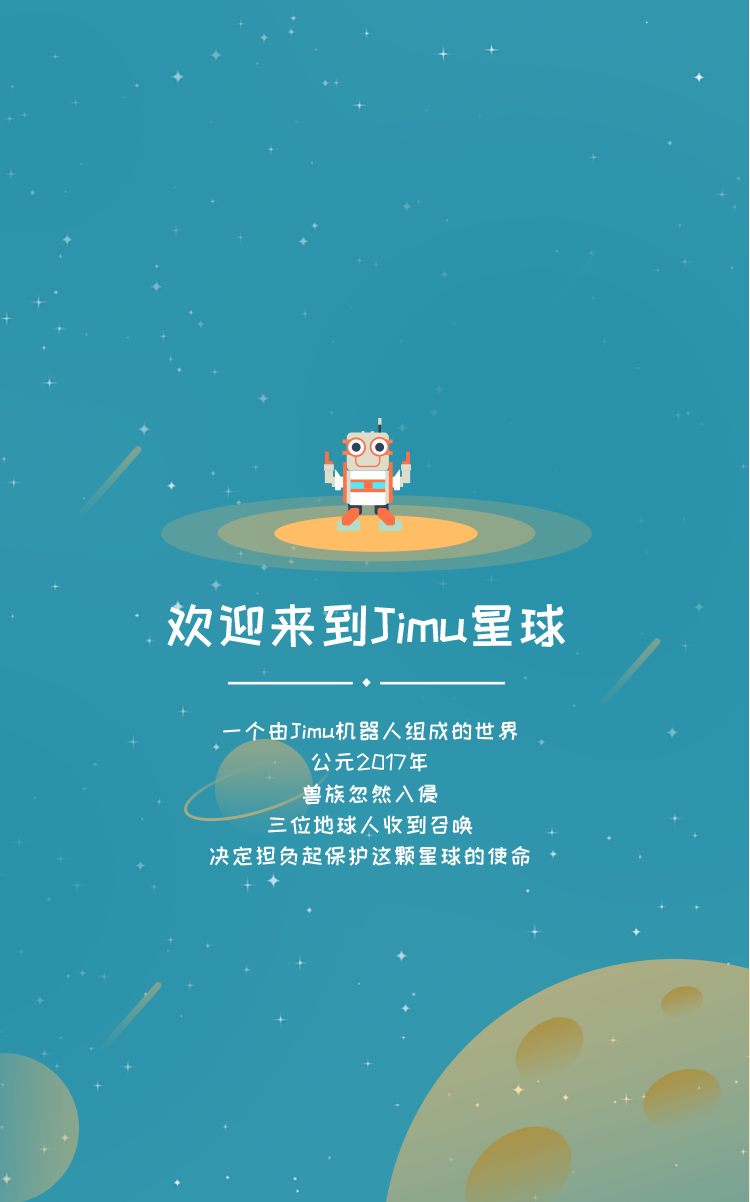 欢迎来到Jimu星球
一个由Jimu机器人组成的世界
公元2017年
兽族忽然入侵
三位地球人收到召唤
决定担负起保护这颗星球的使命